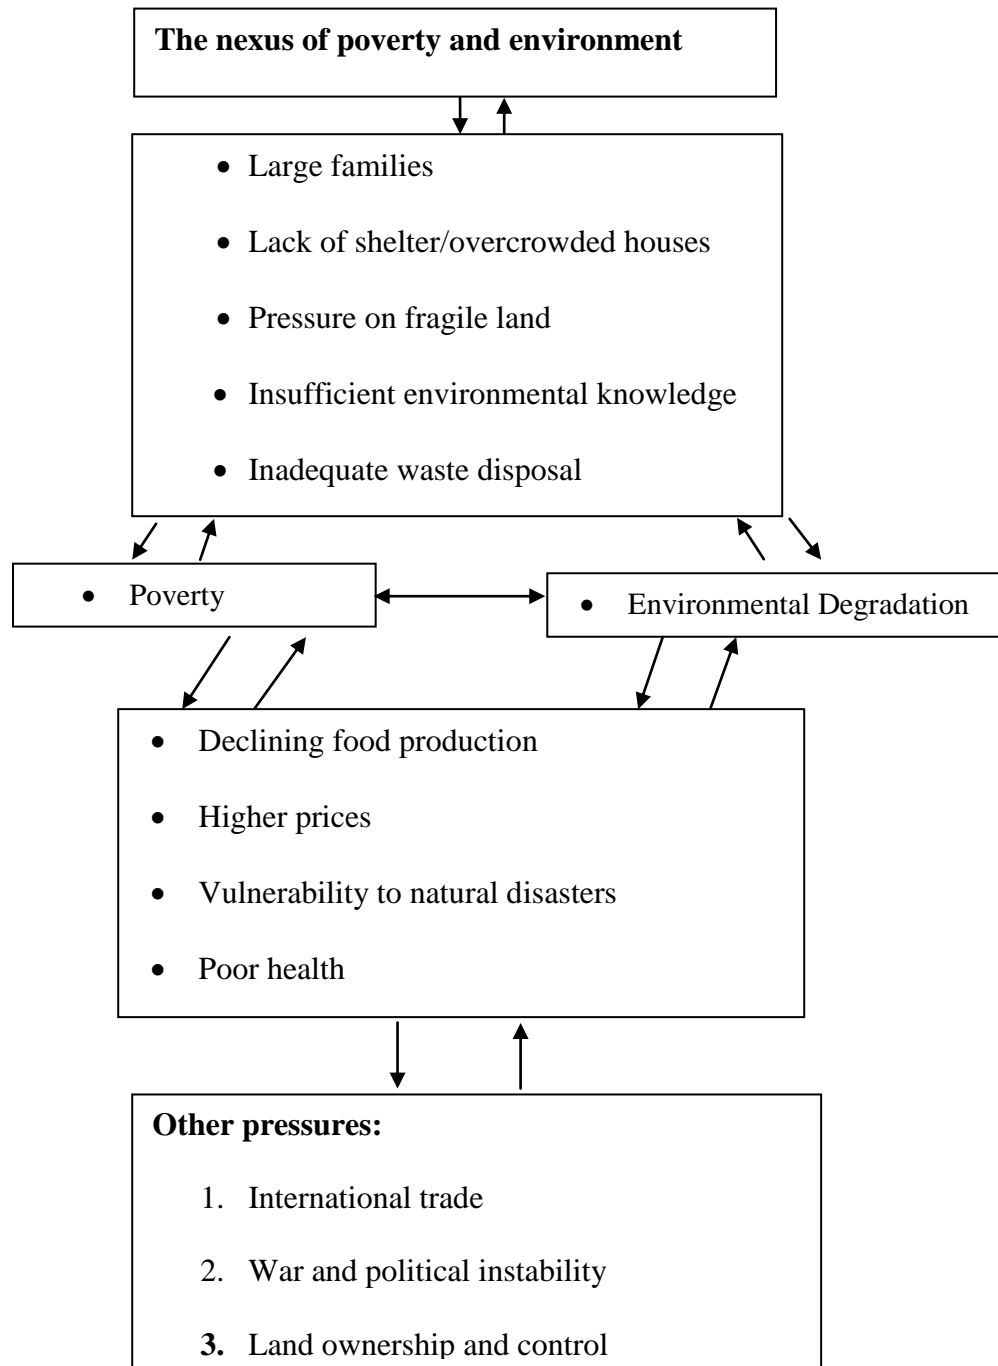 The nexus of poverty and environment
• Large families
• Lack of shelter/overcrowded houses
• Pressure on fragile land
• Insufficient environmental knowledge
• Inadequate waste disposal
• Poverty
• Environmental Degradation
• Declining food production
• Higher prices
• Vulnerability to natural disasters
• Poor health
Other pressures:
1. International trade
2. War and political instability
3. Land ownership and control